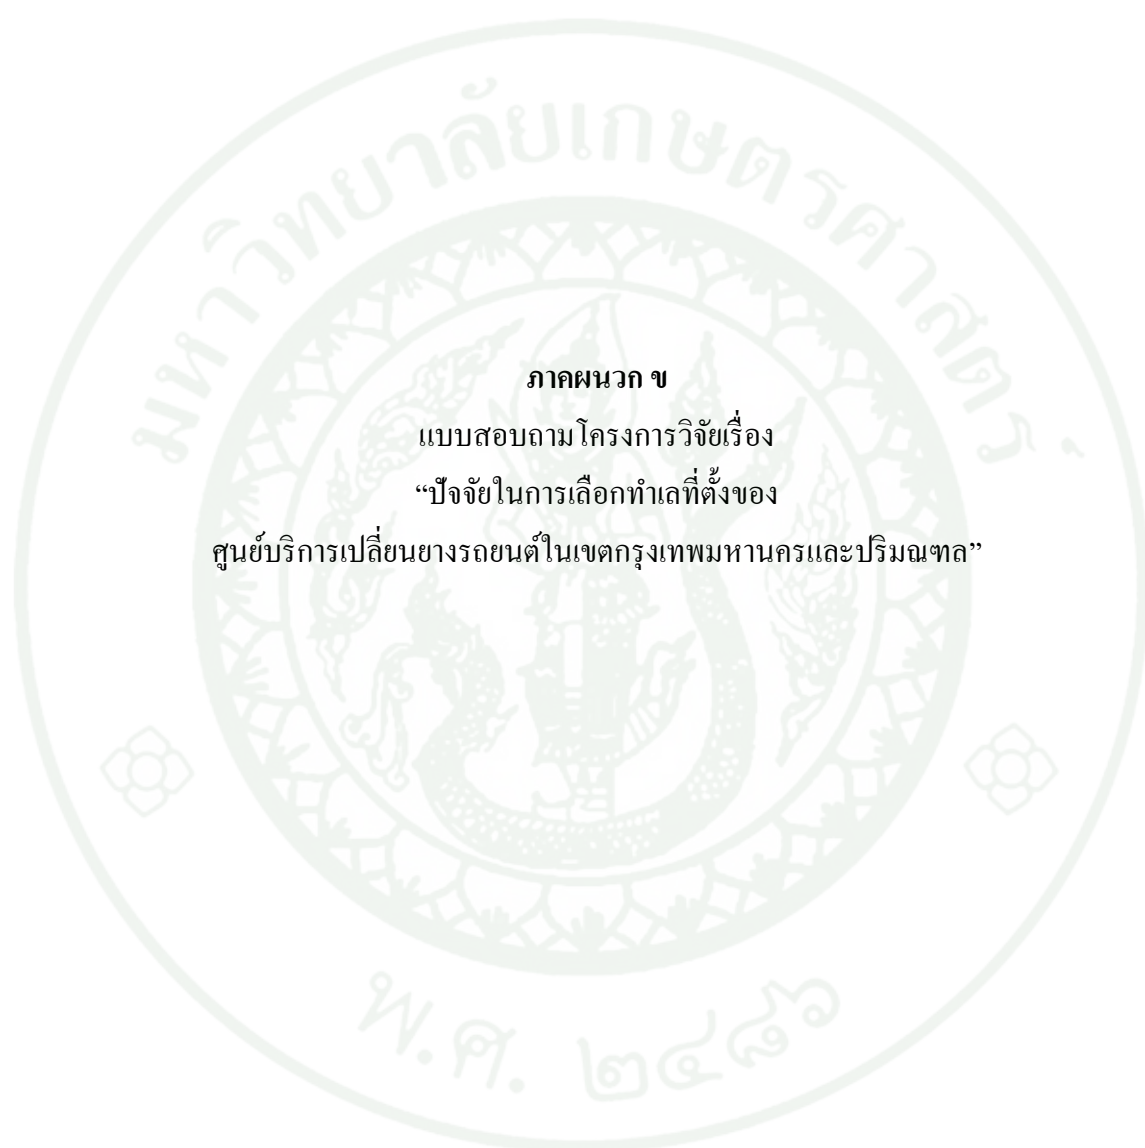 มหาวิทยาลัยเกษตรศาสตร์
ภาคผนวก ข
แบบสอบถามโครงการวิจัยเรื่อง
“ปัจจัยในการเลือกทำเลที่ตั้งของ
ศูนย์บริการเปลี่ยนยางรถยนต์ในเขตกรุงเทพมหานครและปริมณฑล”
พ.ศ. ๒๔๘๖